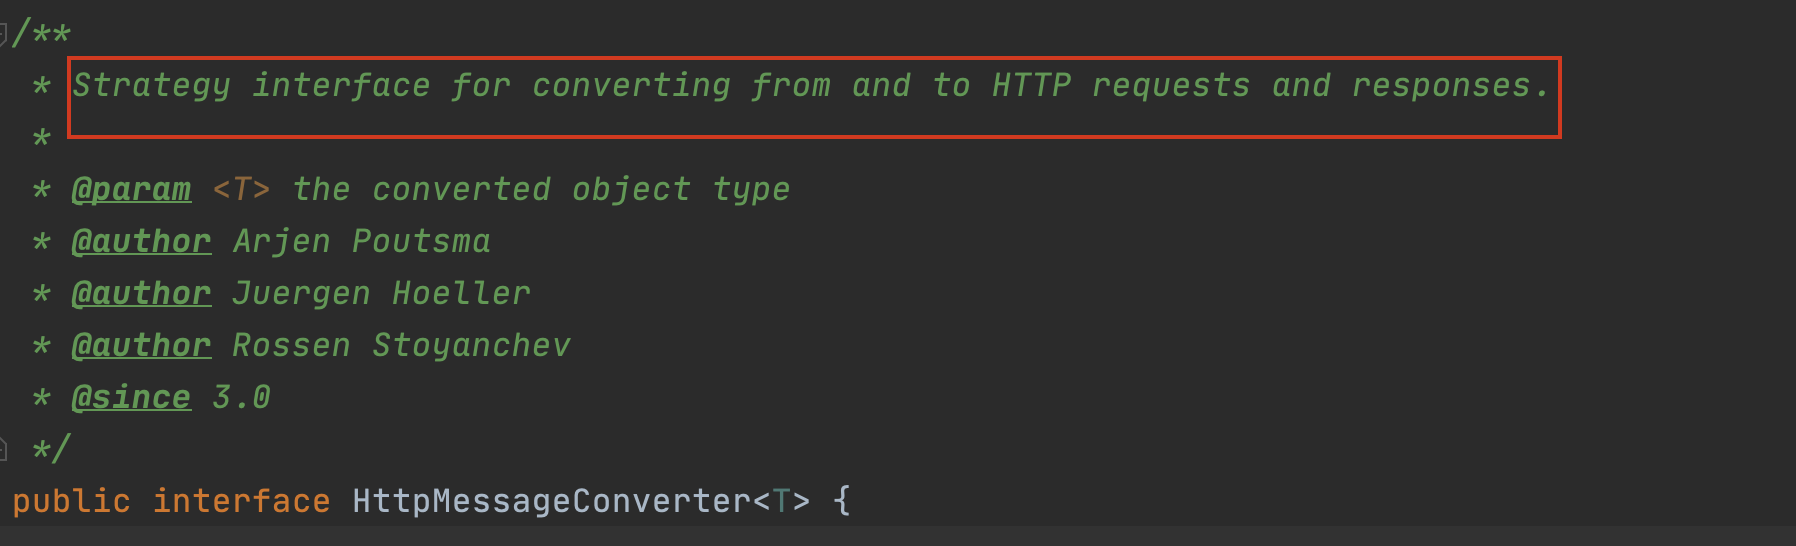 /**
* Strategy interface for converting from and to HTTP requests and responses.
*
* @param <T> the converted object type
* @author Arjen Poutsma
* @author Juergen Hoeller
* @author Rossen Stoyanchev
* @since 3.0
*/
public interface HttpMessageConverter<T> {